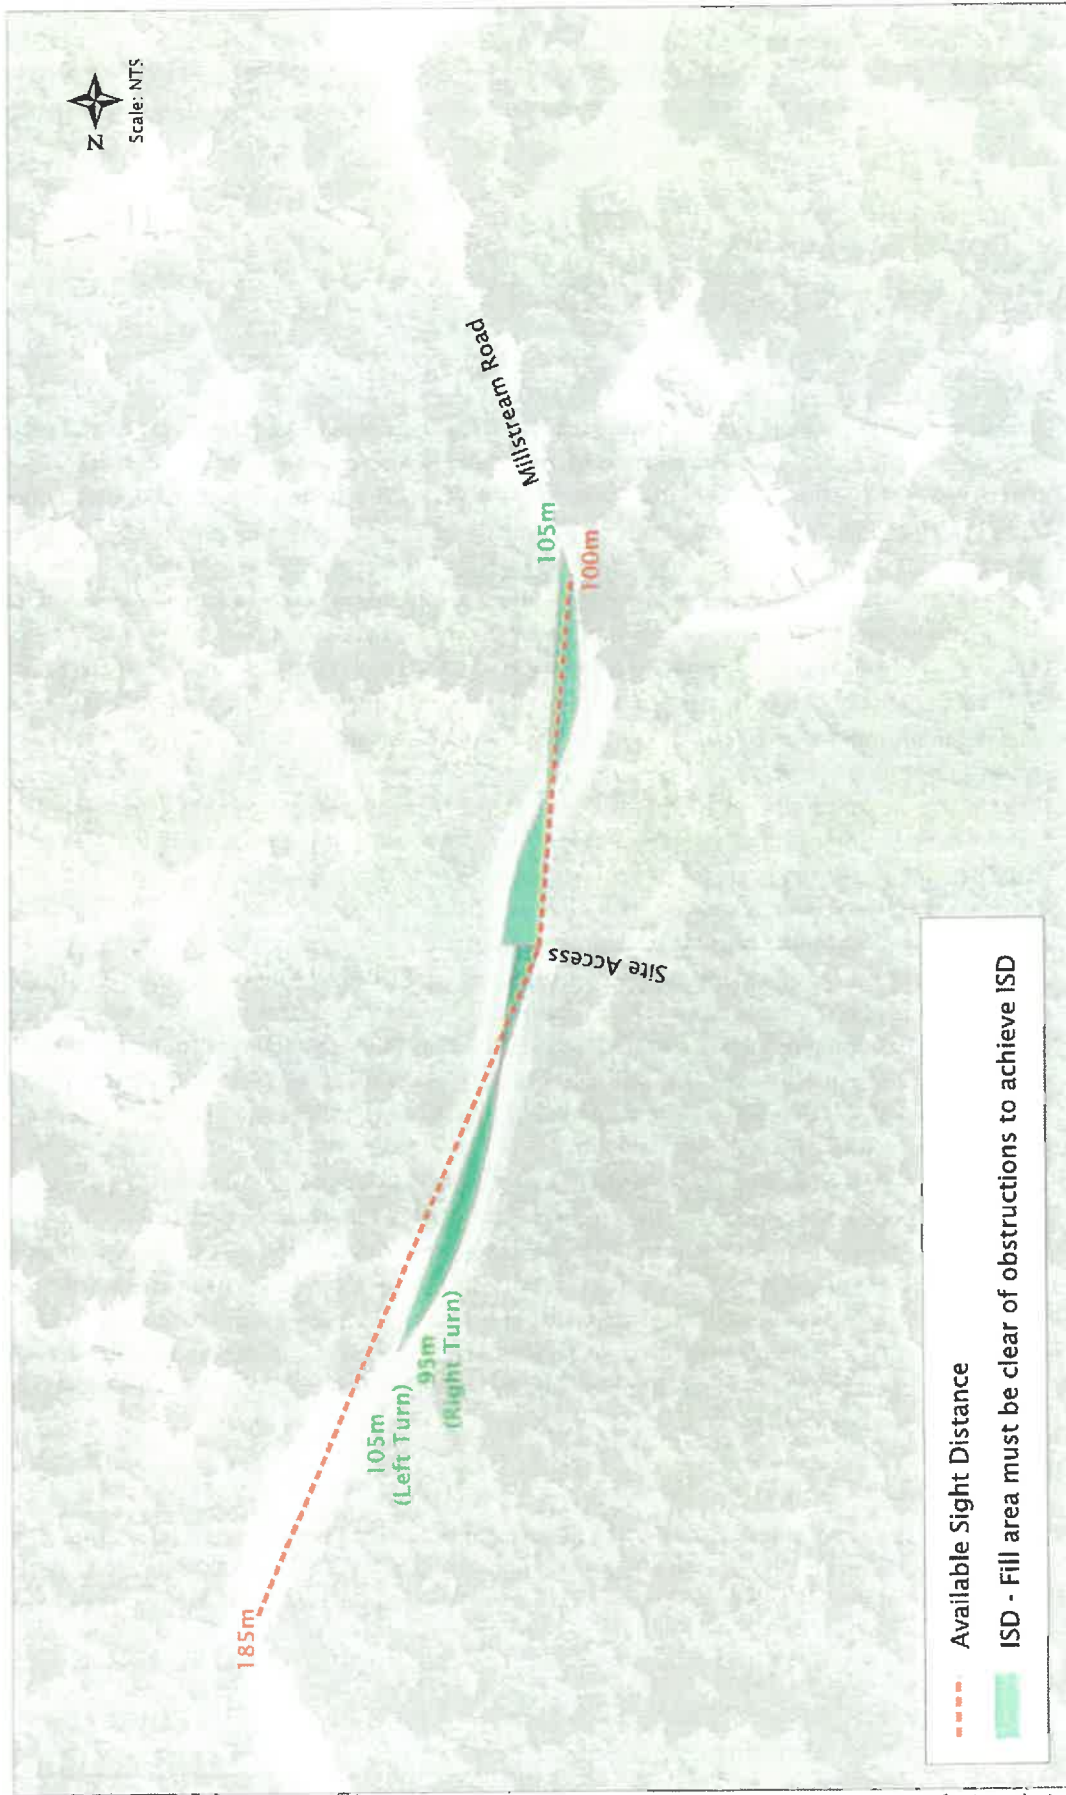 N
Scale: NTS
Millstream Road
105m
100m
Site Access
95m
(Right Turn)
105m
(Left Turn)
185m
Available Sight Distance
ISD - Fill area must be clear of obstructions to achieve ISD